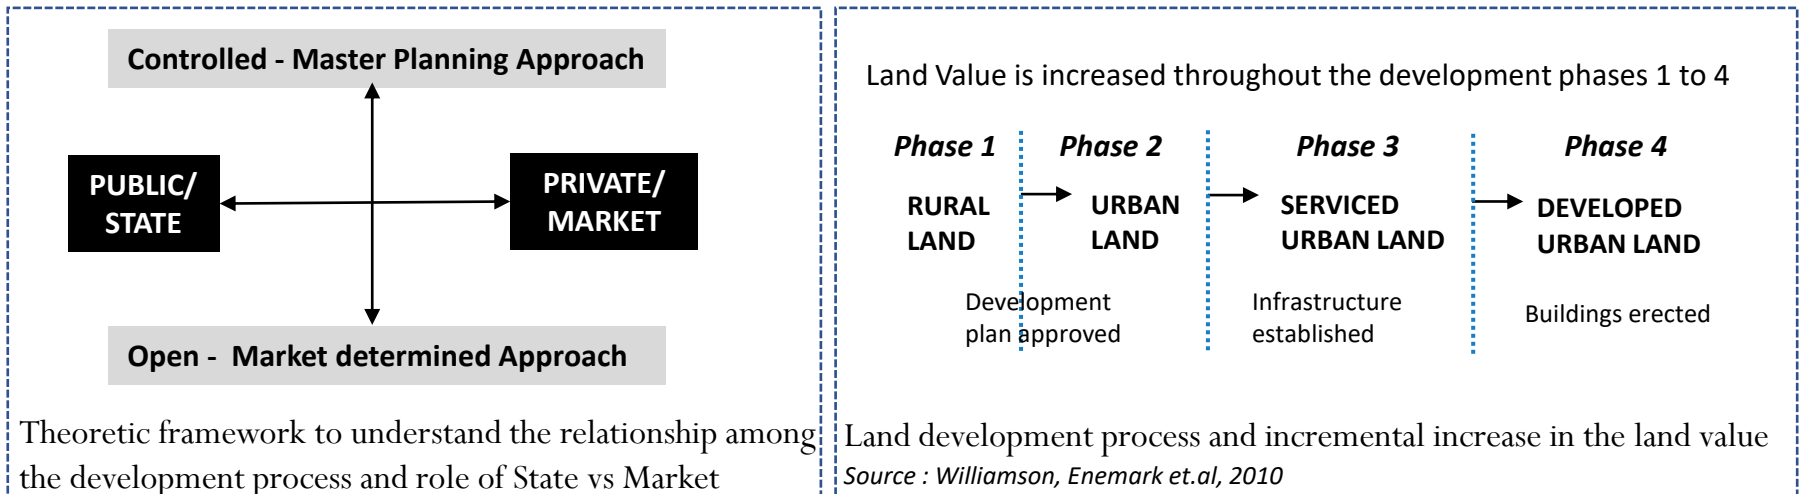 Controlled - Master Planning Approach
PUBLIC/
STATE
PRIVATE/
MARKET
Open -  Market determined Approach
Theoretic framework to understand the relationship among
the development process and role of State vs Market
Land Value is increased throughout the development phases 1 to 4
Phase 1
Phase 2
Phase 3
Phase 4
RURAL
LAND
URBAN
LAND
SERVICED
URBAN LAND
DEVELOPED
URBAN LAND
Development
plan approved
Infrastructure
established
Buildings erected
Land development process and incremental increase in the land value
Source : Williamson, Enemark et.al, 2010